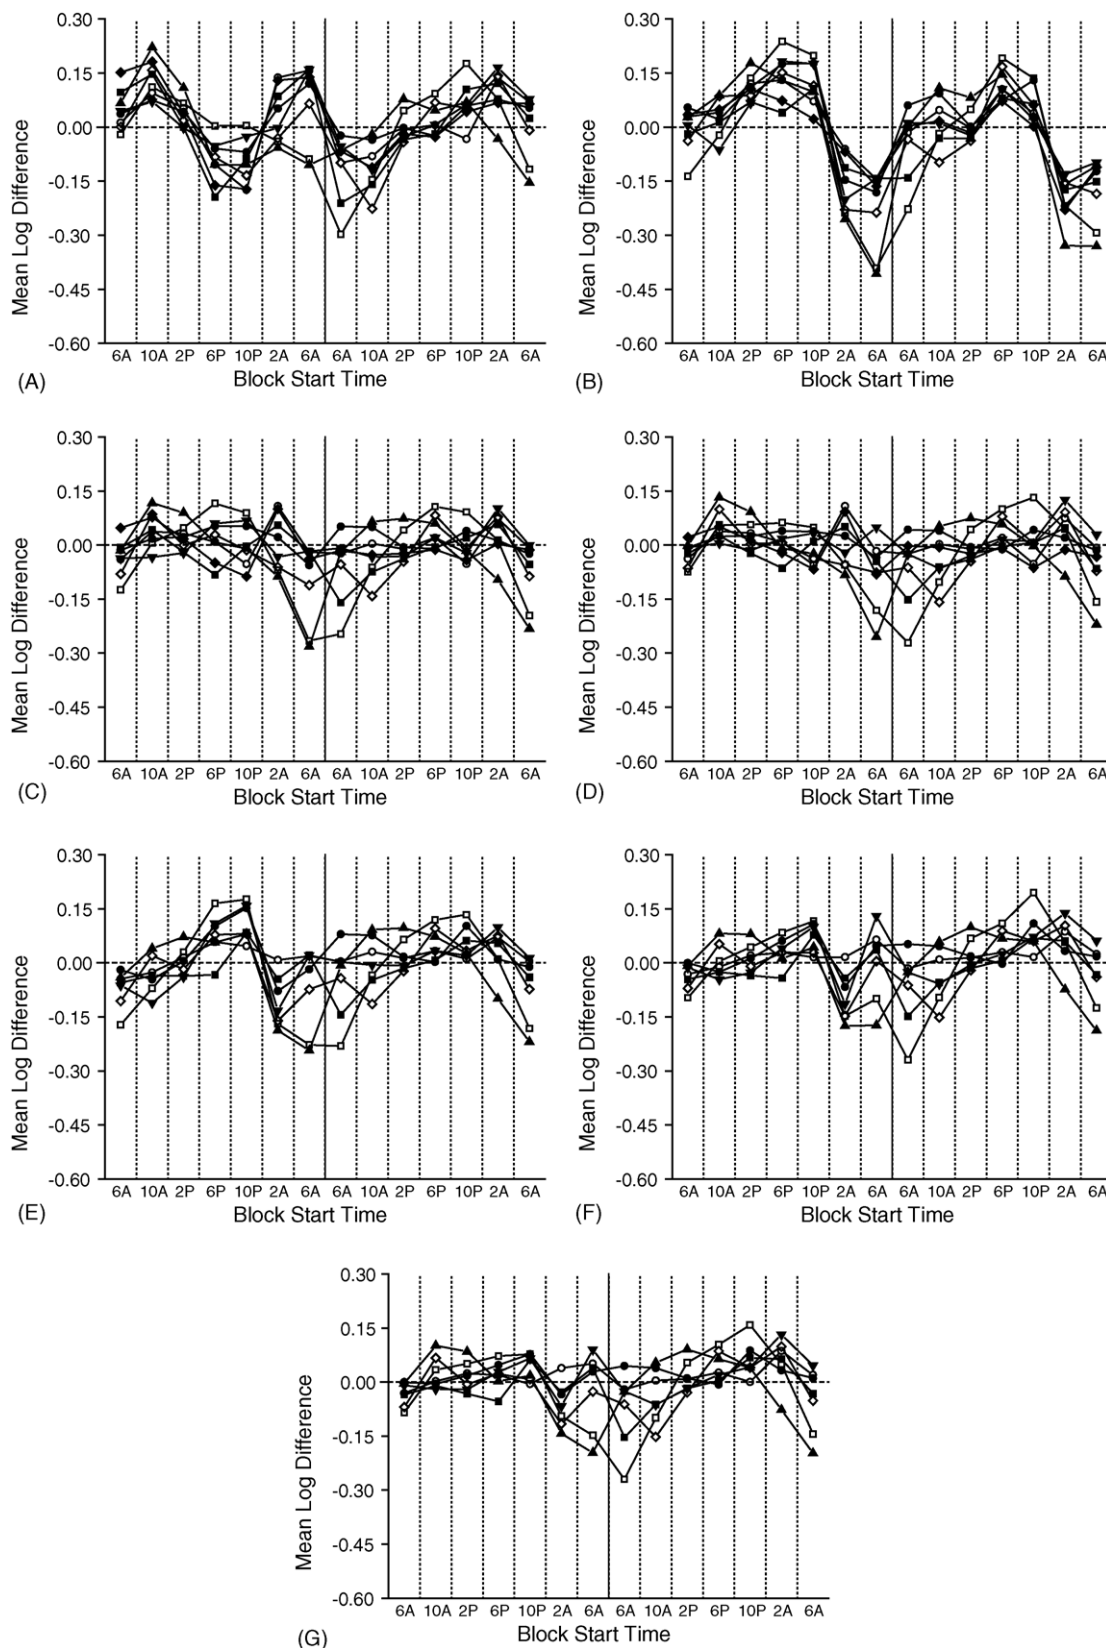 0.30 0.15 0.00 -0.15 -0.30 -0.45 -0.60
Mean Log Difference
6A 10A 2P 6P 10P 2A 6A 6A 10A 2P 6P 10P 2A 6A
(A) Block Start Time
0.30 0.15 0.00 -0.15 -0.30 -0.45 -0.60
Mean Log Difference
6A 10A 2P 6P 10P 2A 6A 6A 10A 2P 6P 10P 2A 6A
(B) Block Start Time
0.30 0.15 0.00 -0.15 -0.30 -0.45 -0.60
Mean Log Difference
6A 10A 2P 6P 10P 2A 6A 6A 10A 2P 6P 10P 2A 6A
(C) Block Start Time
0.30 0.15 0.00 -0.15 -0.30 -0.45 -0.60
Mean Log Difference
6A 10A 2P 6P 10P 2A 6A 6A 10A 2P 6P 10P 2A 6A
(D) Block Start Time
0.30 0.15 0.00 -0.15 -0.30 -0.45 -0.60
Mean Log Difference
6A 10A 2P 6P 10P 2A 6A 6A 10A 2P 6P 10P 2A 6A
(E) Block Start Time
0.30 0.15 0.00 -0.15 -0.30 -0.45 -0.60
Mean Log Difference
6A 10A 2P 6P 10P 2A 6A 6A 10A 2P 6P 10P 2A 6A
(F) Block Start Time
0.30 0.15 0.00 -0.15 -0.30 -0.45 -0.60
Mean Log Difference
6A 10A 2P 6P 10P 2A 6A 6A 10A 2P 6P 10P 2A 6A
(G) Block Start Time